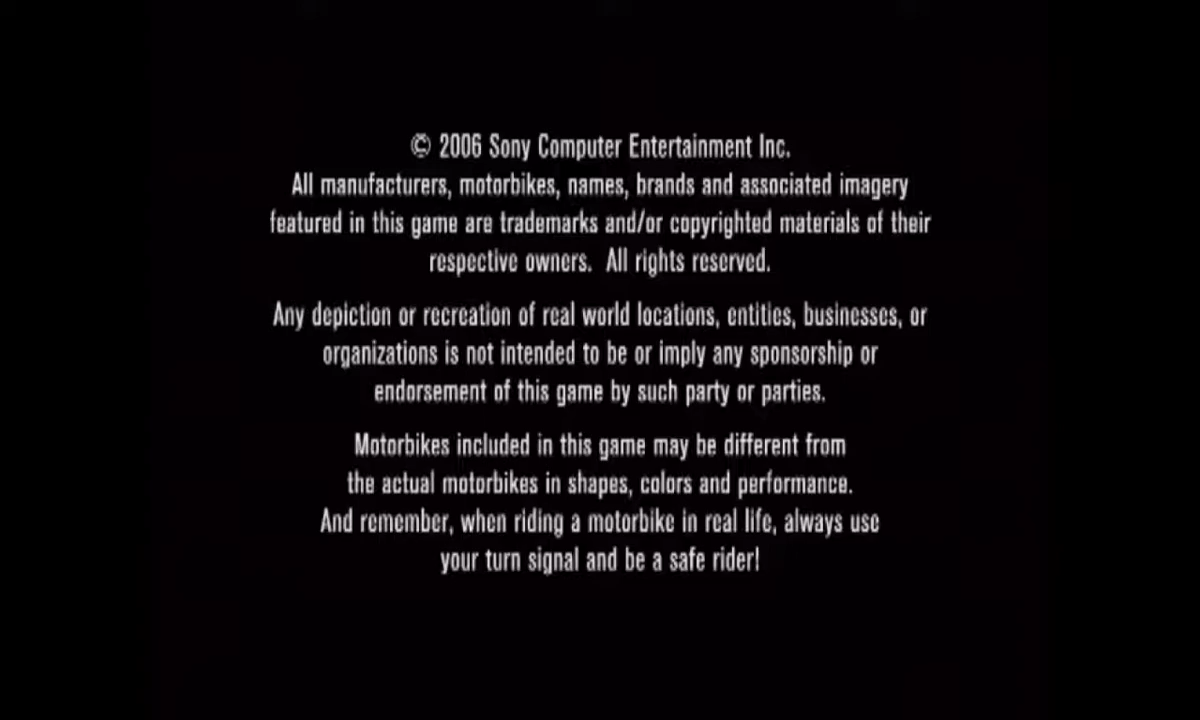 © 2006 Sony Computer Entertainment Inc.
All manufacturers, motorbikes, names, brands and associated imagery
featured in this game are trademarks and/or copyrighted materials of their
respective owners.  All rights reserved.
Any depiction or recreation of real world locations, entities, businesses, or
organizations is not intended to be or imply any sponsorship or
endorsement of this game by such party or parties.
Motorbikes included in this game may be different from
the actual motorbikes in shapes, colors and performance.
And remember, when riding a motorbike in real life, always use
your turn signal and be a safe rider!